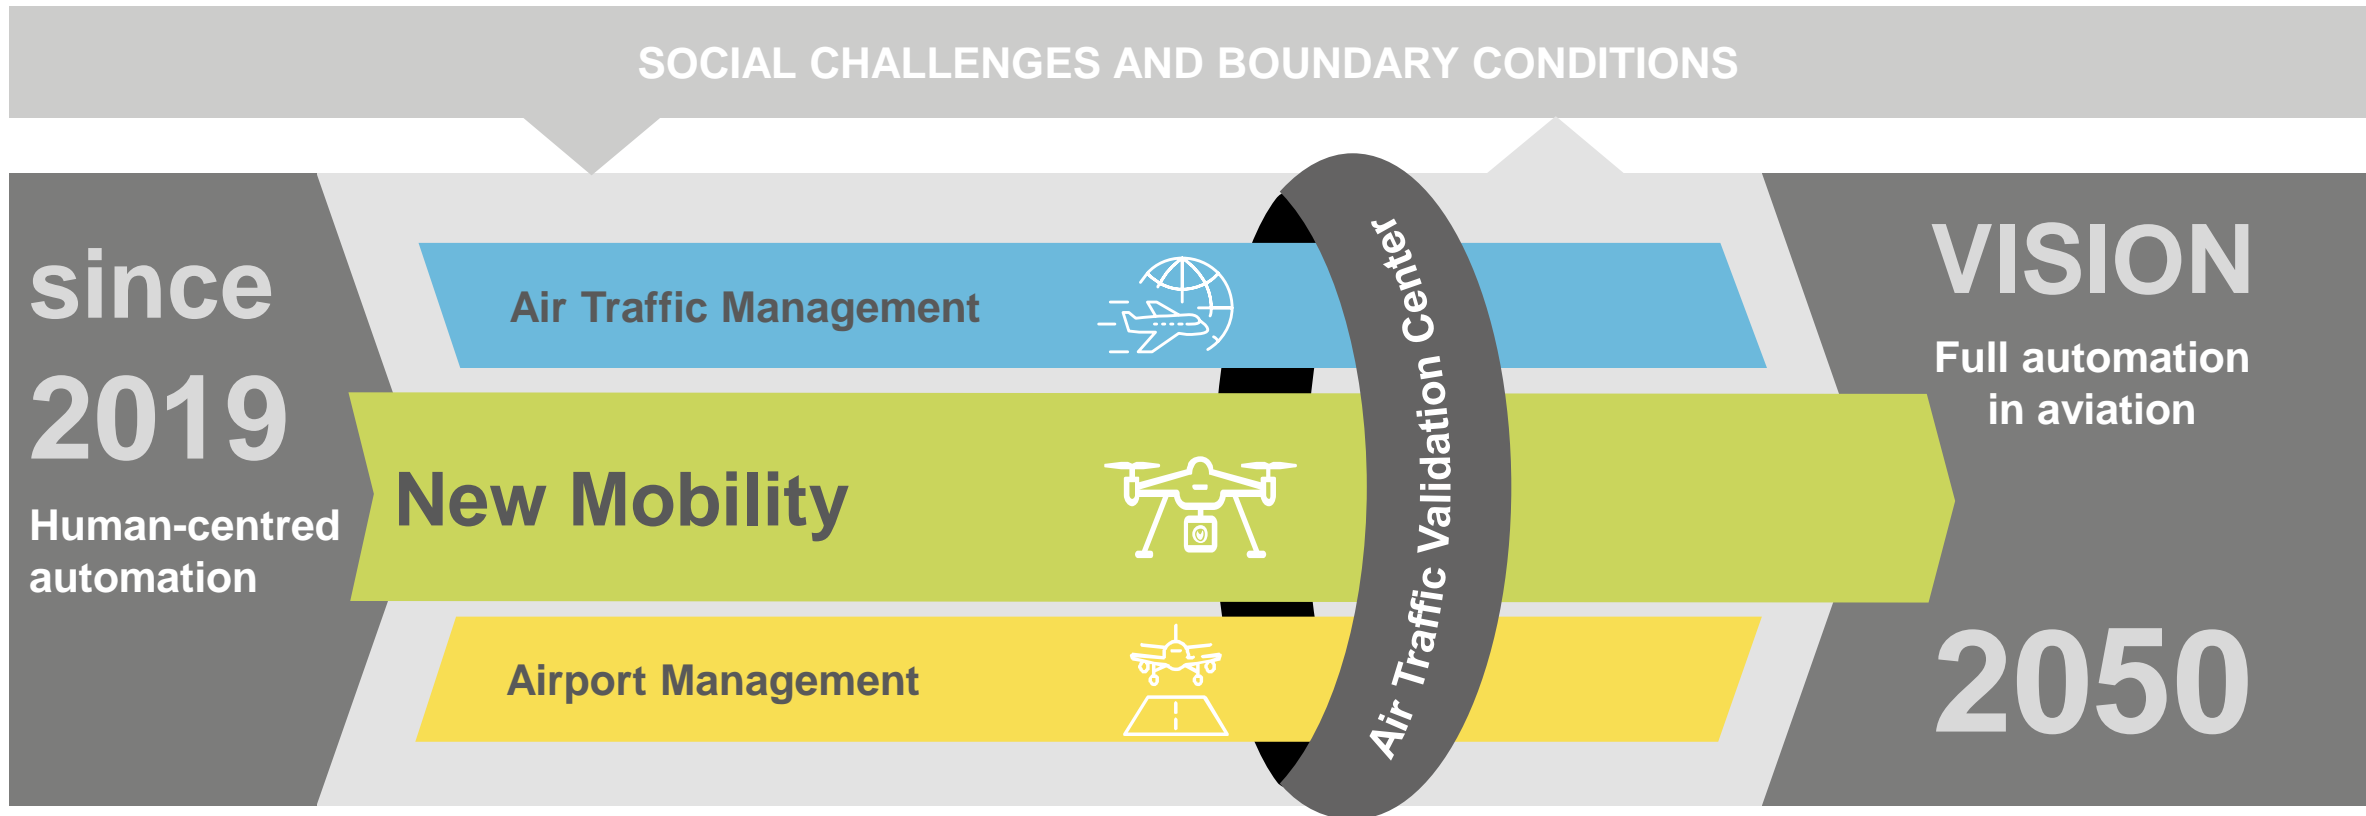 SOCIAL CHALLENGES AND BOUNDARY CONDITIONS
since
2019
Human-centred
automation
Air Traffic Management
New Mobility
Airport Management
Air Traffic Validation Center
VISION
Full automation
in aviation
2050